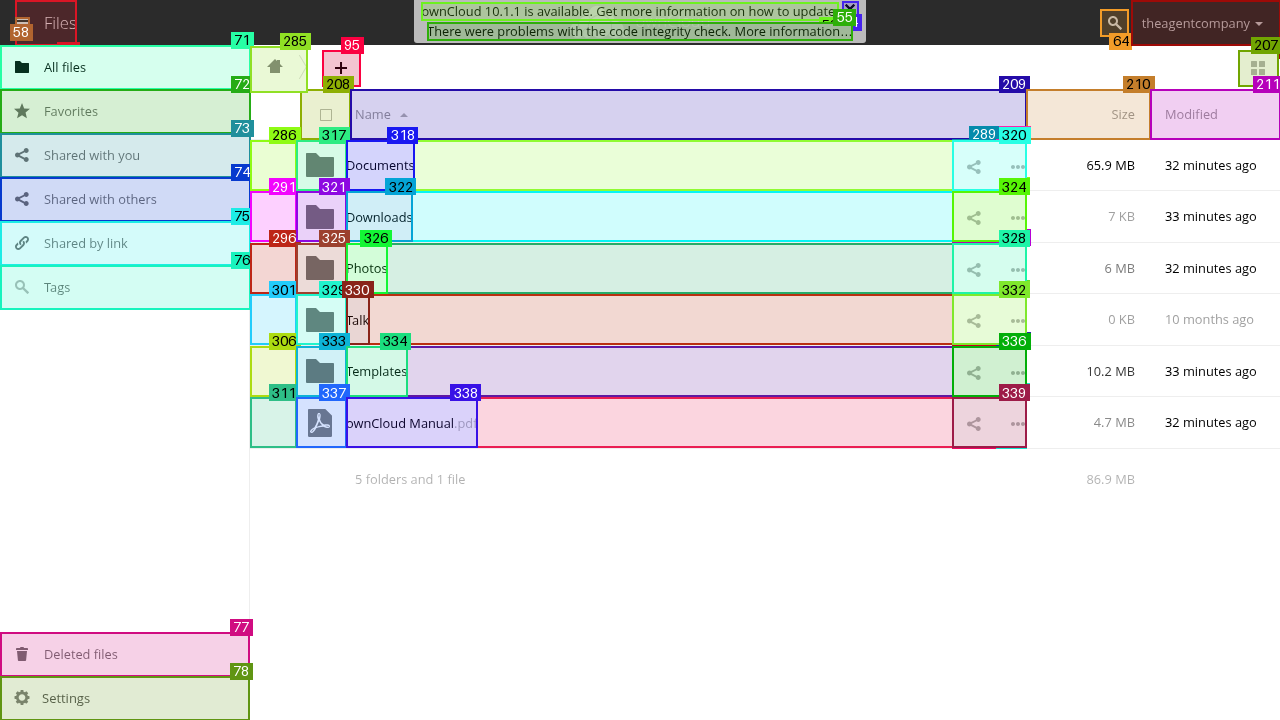 ownCloud 10.1.1 is available. Get more information on how to update
55
There were problems with the code integrity check. More information...
Files
58
64
theagentcompany
71
285
95
207
All files
72
208
209
210
211
Favorites
Name
Size
Modified
73
286
317
318
289
320
Shared with you
Documents
65.9 MB
32 minutes ago
74
291
321
322
324
Shared with others
Downloads
7 KB
33 minutes ago
75
296
325
326
328
Shared by link
Photos
6 MB
32 minutes ago
76
301
329
330
332
Tags
Talk
0 KB
10 months ago
306
333
334
336
Templates
10.2 MB
33 minutes ago
311
337
338
339
ownCloud Manual.pdf
4.7 MB
32 minutes ago
5 folders and 1 file
86.9 MB
77
Deleted files
78
Settings